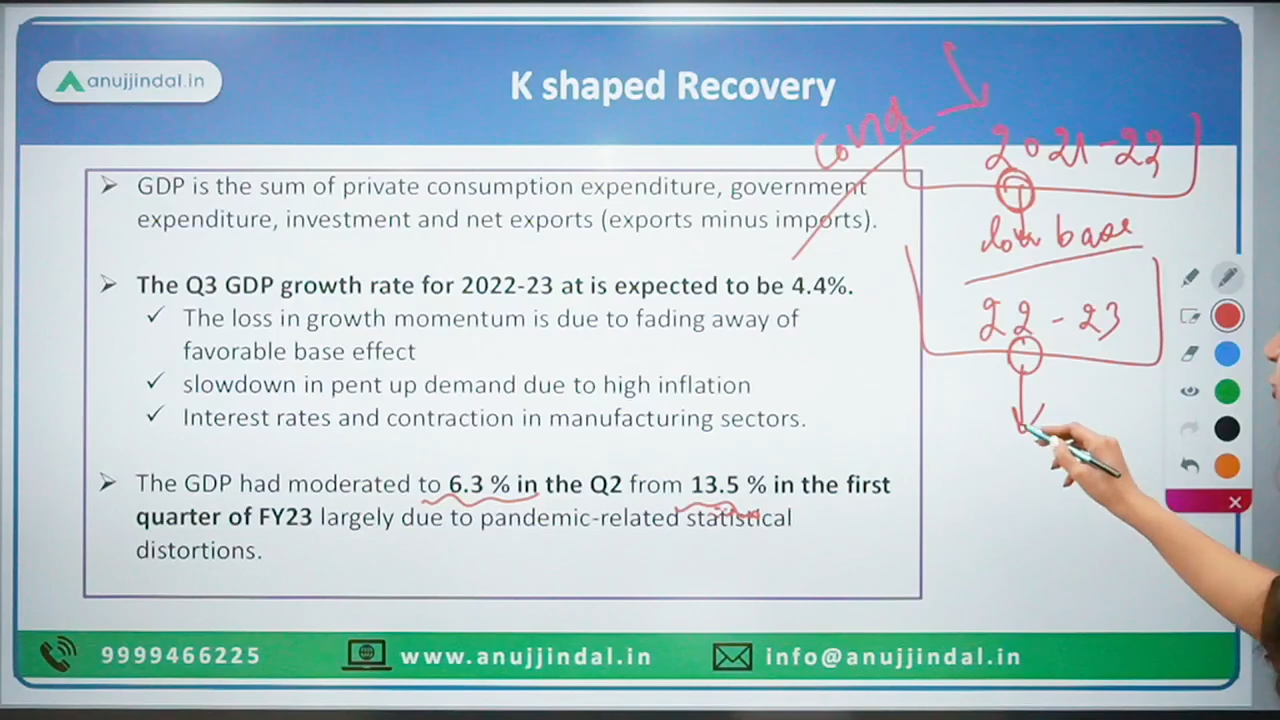 anujjindal.in
K shaped Recovery
2021-22
low base
22-23
GDP is the sum of private consumption expenditure, government
expenditure, investment and net exports (exports minus imports).
The Q3 GDP growth rate for 2022-23 at is expected to be 4.4%.
The loss in growth momentum is due to fading away of
favorable base effect
slowdown in pent up demand due to high inflation
Interest rates and contraction in manufacturing sectors.
The GDP had moderated to 6.3 % in the Q2 from 13.5 % in the first
quarter of FY23 largely due to pandemic-related statistical
distortions.
9999466225
www.anujjindal.in
info@anujjindal.in